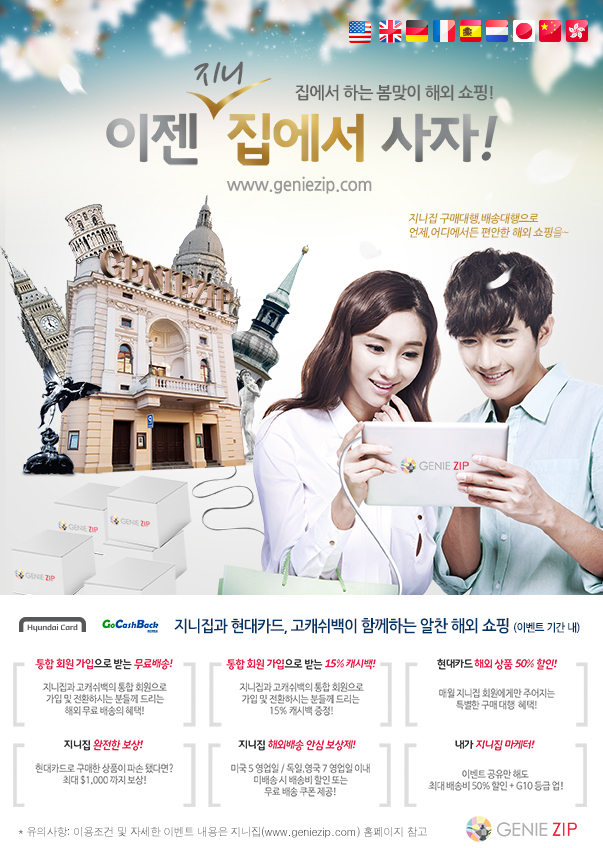 지니
집에서 하는 봄맞이 해외 쇼핑!
이젠 집에서 사자!
www.geniezip.com
지니집 구매대행,배송대행으로
언제,어디에서든 편안한 해외 쇼핑을~
GENIEZIP
GENIE ZIP
GENIE ZIP
GENIE ZIP
GENIE ZIP
Hyundai Card
GoCashBack
지니집과 현대카드, 고캐쉬백이 함께하는 알찬 해외 쇼핑 (이벤트 기간 내)
통합 회원 가입으로 받는 무료배송!
지니집과 고캐쉬백의 통합 회원으로
가입 및 전환하시는 분들께 드리는
해외 무료 배송의 혜택!
통합 회원 가입으로 받는 15% 캐시백!
지니집과 고캐쉬백의 통합 회원으로
가입 및 전환하시는 분들께 드리는
15% 캐시백 증정!
현대카드 해외 상품 50% 할인!
매월 지니집 회원에게만 주어지는
특별한 구매 대행 혜택!
지니집 완전한 보상!
현대카드로 구매한 상품이 파손 됐다면?
최대 $1,000 까지 보상!
지니집 해외배송 안심 보상제!
미국 5 영업일 / 독일,영국 7 영업일 이내
미배송 시 배송비 할인 또는
무료 배송 쿠폰 제공!
내가 지니집 마케터!
이벤트 공유만 해도
최대 배송비 50% 할인 + G10 등급 업!
* 유의사항: 이용조건 및 자세한 이벤트 내용은 지니집(www.geniezip.com) 홈페이지 참고
GENIE ZIP